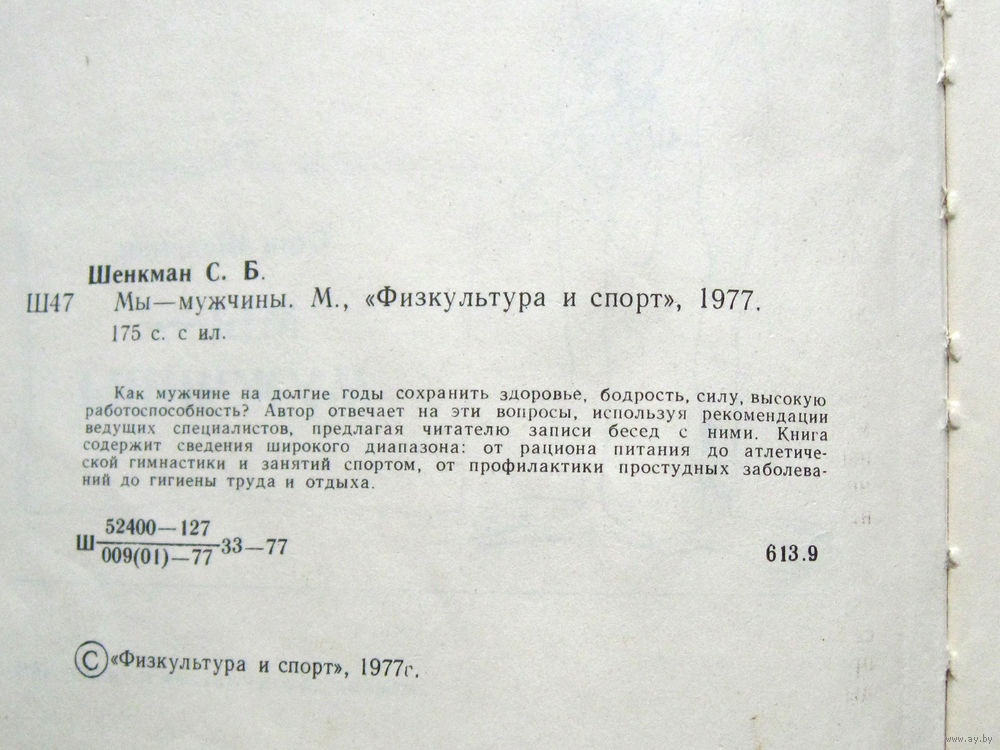 Шенкман С. Б.
Ш47 Мы—мужчины. М., «Физкультура и спорт», 1977.
175 с. с ил.
Как мужчине на долгие годы сохранить здоровье, бодрость, силу, высокую
работоспособность? Автор отвечает на эти вопросы, используя рекомендации
ведущих специалистов, предлагая читателю записи бесед с ними. Книга
содержит сведения широкого диапазона: от рациона питания до атлетиче-
ской гимнастики и занятий спортом, от профилактики простудных заболева-
ний до гигиены труда и отдыха.
52400—127
Ш 33—77
009(01)—77
613.9
© «Физкультура и спорт», 1977г.
www.ay.by